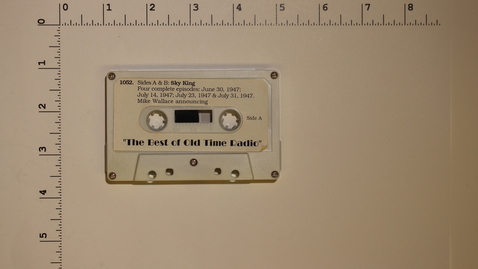 0 1 2 3 4 5 6 7 8
0
1
2
3
4
5
1052. Sides A & B: Sky King
Four complete episodes: June 30, 1947;
July 14, 1947; July 23, 1947 & July 31, 1947.
Mike Wallace announcing
Side A
"The Best of Old Time Radio"